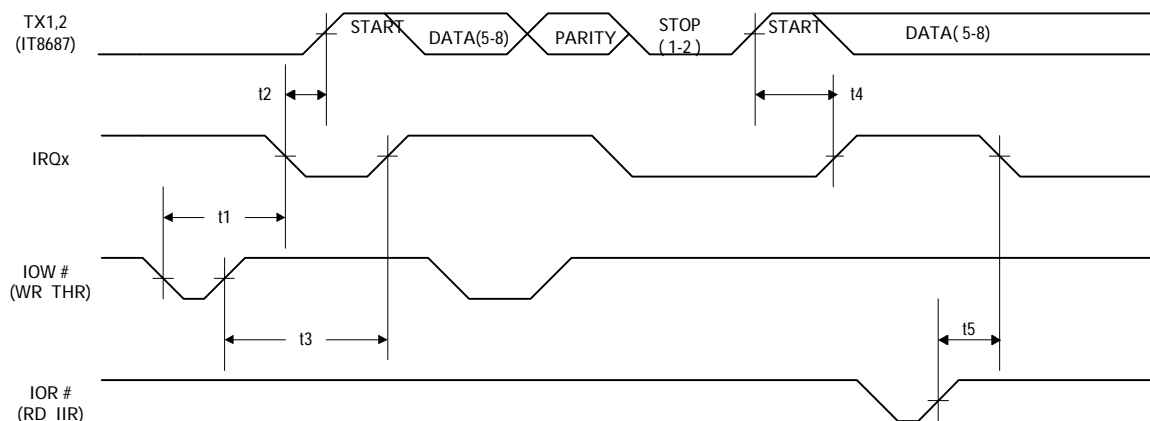 TX1,2
(IT8687)
START
DATA(5-8)
PARITY
STOP
(1-2)
START
DATA( 5-8)
t2
t4
IRQx
t1
IOW #
(WR THR)
t3
t5
IOR #
(RD IIR)